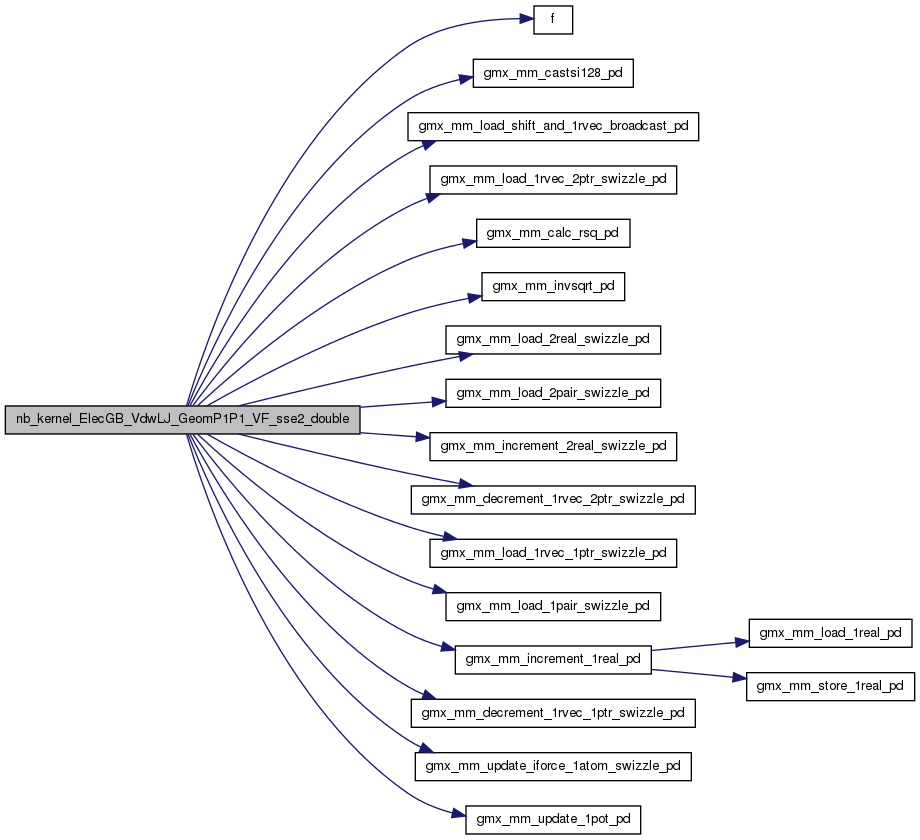 f
gmx_mm_castsi128_pd
gmx_mm_load_shift_and_1rvec_broadcast_pd
gmx_mm_load_1rvec_2ptr_swizzle_pd
gmx_mm_calc_rsq_pd
gmx_mm_invsqrt_pd
gmx_mm_load_2real_swizzle_pd
gmx_mm_load_2pair_swizzle_pd
nb_kernel_ElecGB_VdwLJ_GeomP1P1_VF_sse2_double
gmx_mm_increment_2real_swizzle_pd
gmx_mm_decrement_1rvec_2ptr_swizzle_pd
gmx_mm_load_1rvec_1ptr_swizzle_pd
gmx_mm_load_1pair_swizzle_pd
gmx_mm_load_1real_pd
gmx_mm_increment_1real_pd
gmx_mm_store_1real_pd
gmx_mm_decrement_1rvec_1ptr_swizzle_pd
gmx_mm_update_iforce_1atom_swizzle_pd
gmx_mm_update_1pot_pd